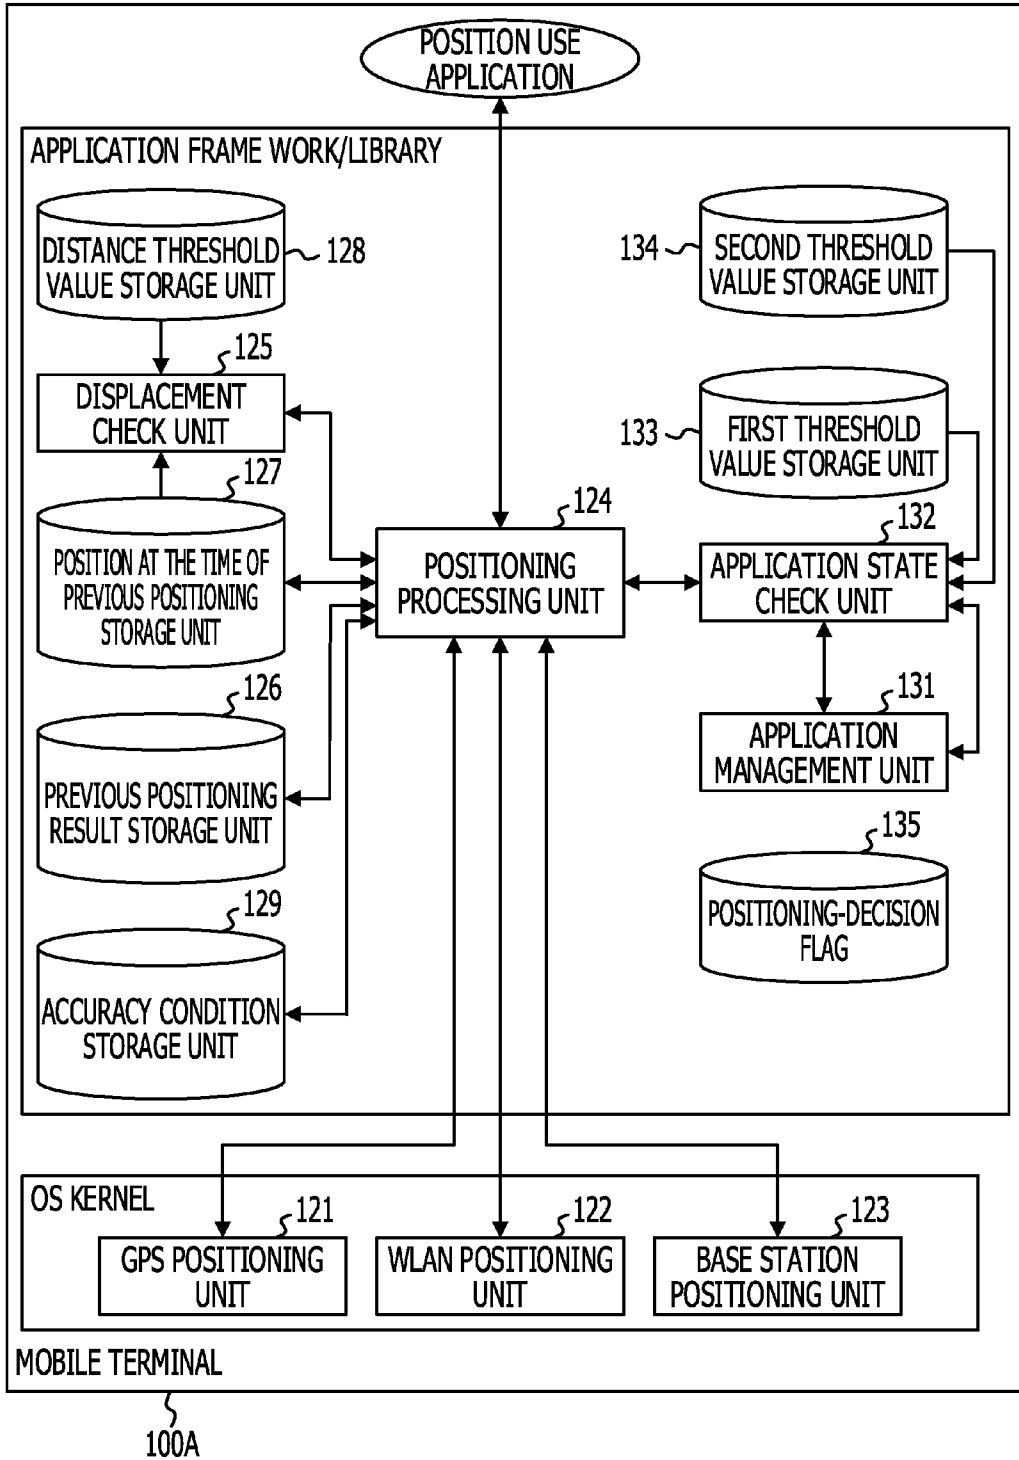 POSITION USE
APPLICATION
APPLICATION FRAME WORK/LIBRARY
DISTANCE THRESHOLD
VALUE STORAGE UNIT
128
134
SECOND THRESHOLD
VALUE STORAGE UNIT
125
DISPLACEMENT
CHECK UNIT
133
FIRST THRESHOLD
VALUE STORAGE UNIT
127
POSITION AT THE TIME OF
PREVIOUS POSITIONING
STORAGE UNIT
124
POSITIONING
PROCESSING UNIT
132
APPLICATION STATE
CHECK UNIT
126
PREVIOUS POSITIONING
RESULT STORAGE UNIT
131
APPLICATION
MANAGEMENT UNIT
135
POSITIONING-DECISION
FLAG
129
ACCURACY CONDITION
STORAGE UNIT
OS KERNEL
121
GPS POSITIONING
UNIT
122
WLAN POSITIONING
UNIT
123
BASE STATION
POSITIONING UNIT
MOBILE TERMINAL
100A